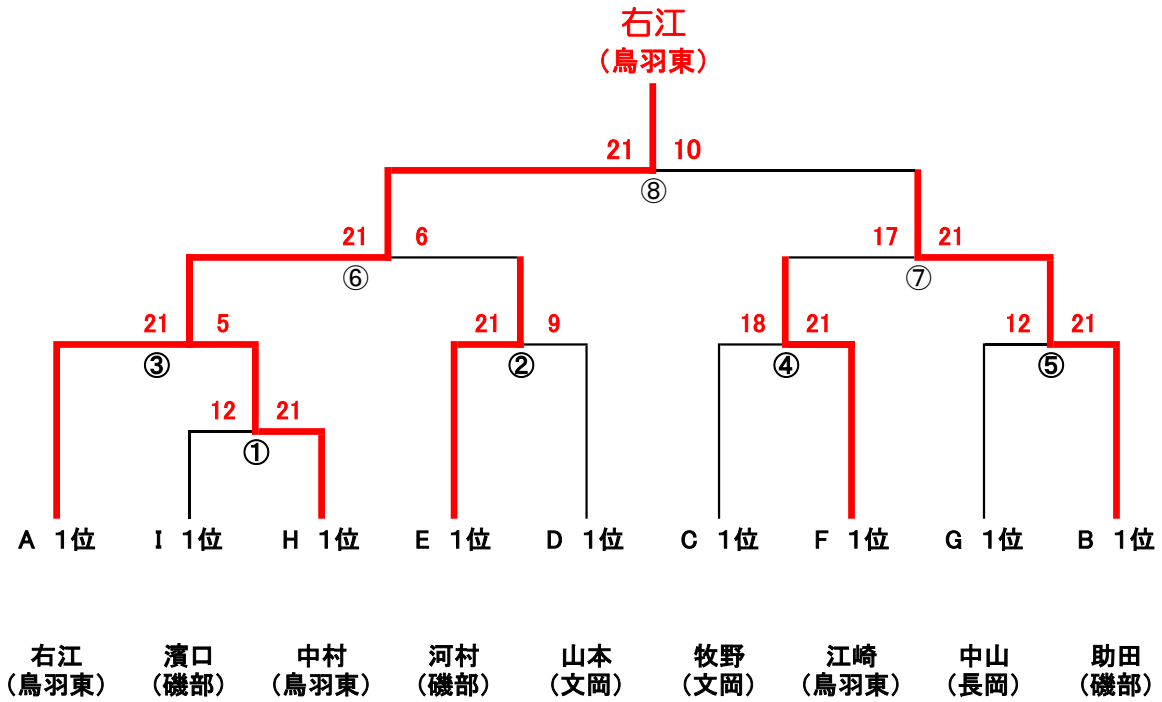 右江
（鳥羽東）
21 10
⑧
21 6 17 21
⑥ ⑦
21 5 21 9 18 21 12 21
③ ② ④ ⑤
12 21
①
A 1位 I 1位 H 1位 E 1位 D 1位 C 1位 F 1位 G 1位 B 1位
右江 濱口 中村 河村 山本 牧野 江崎 中山 助田
（鳥羽東） （磯部） （鳥羽東） （磯部） （文岡） （文岡） （鳥羽東） （長岡） （磯部）